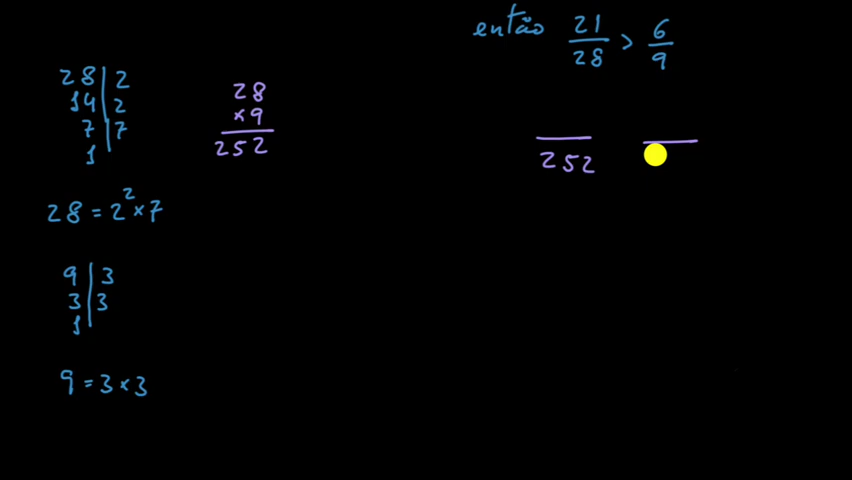 então 21/28 > 6/9
28 | 2
14 | 2
7 | 7
1
28
×9
252
252
28 = 2² × 7
9 | 3
3 | 3
1
9 = 3 × 3